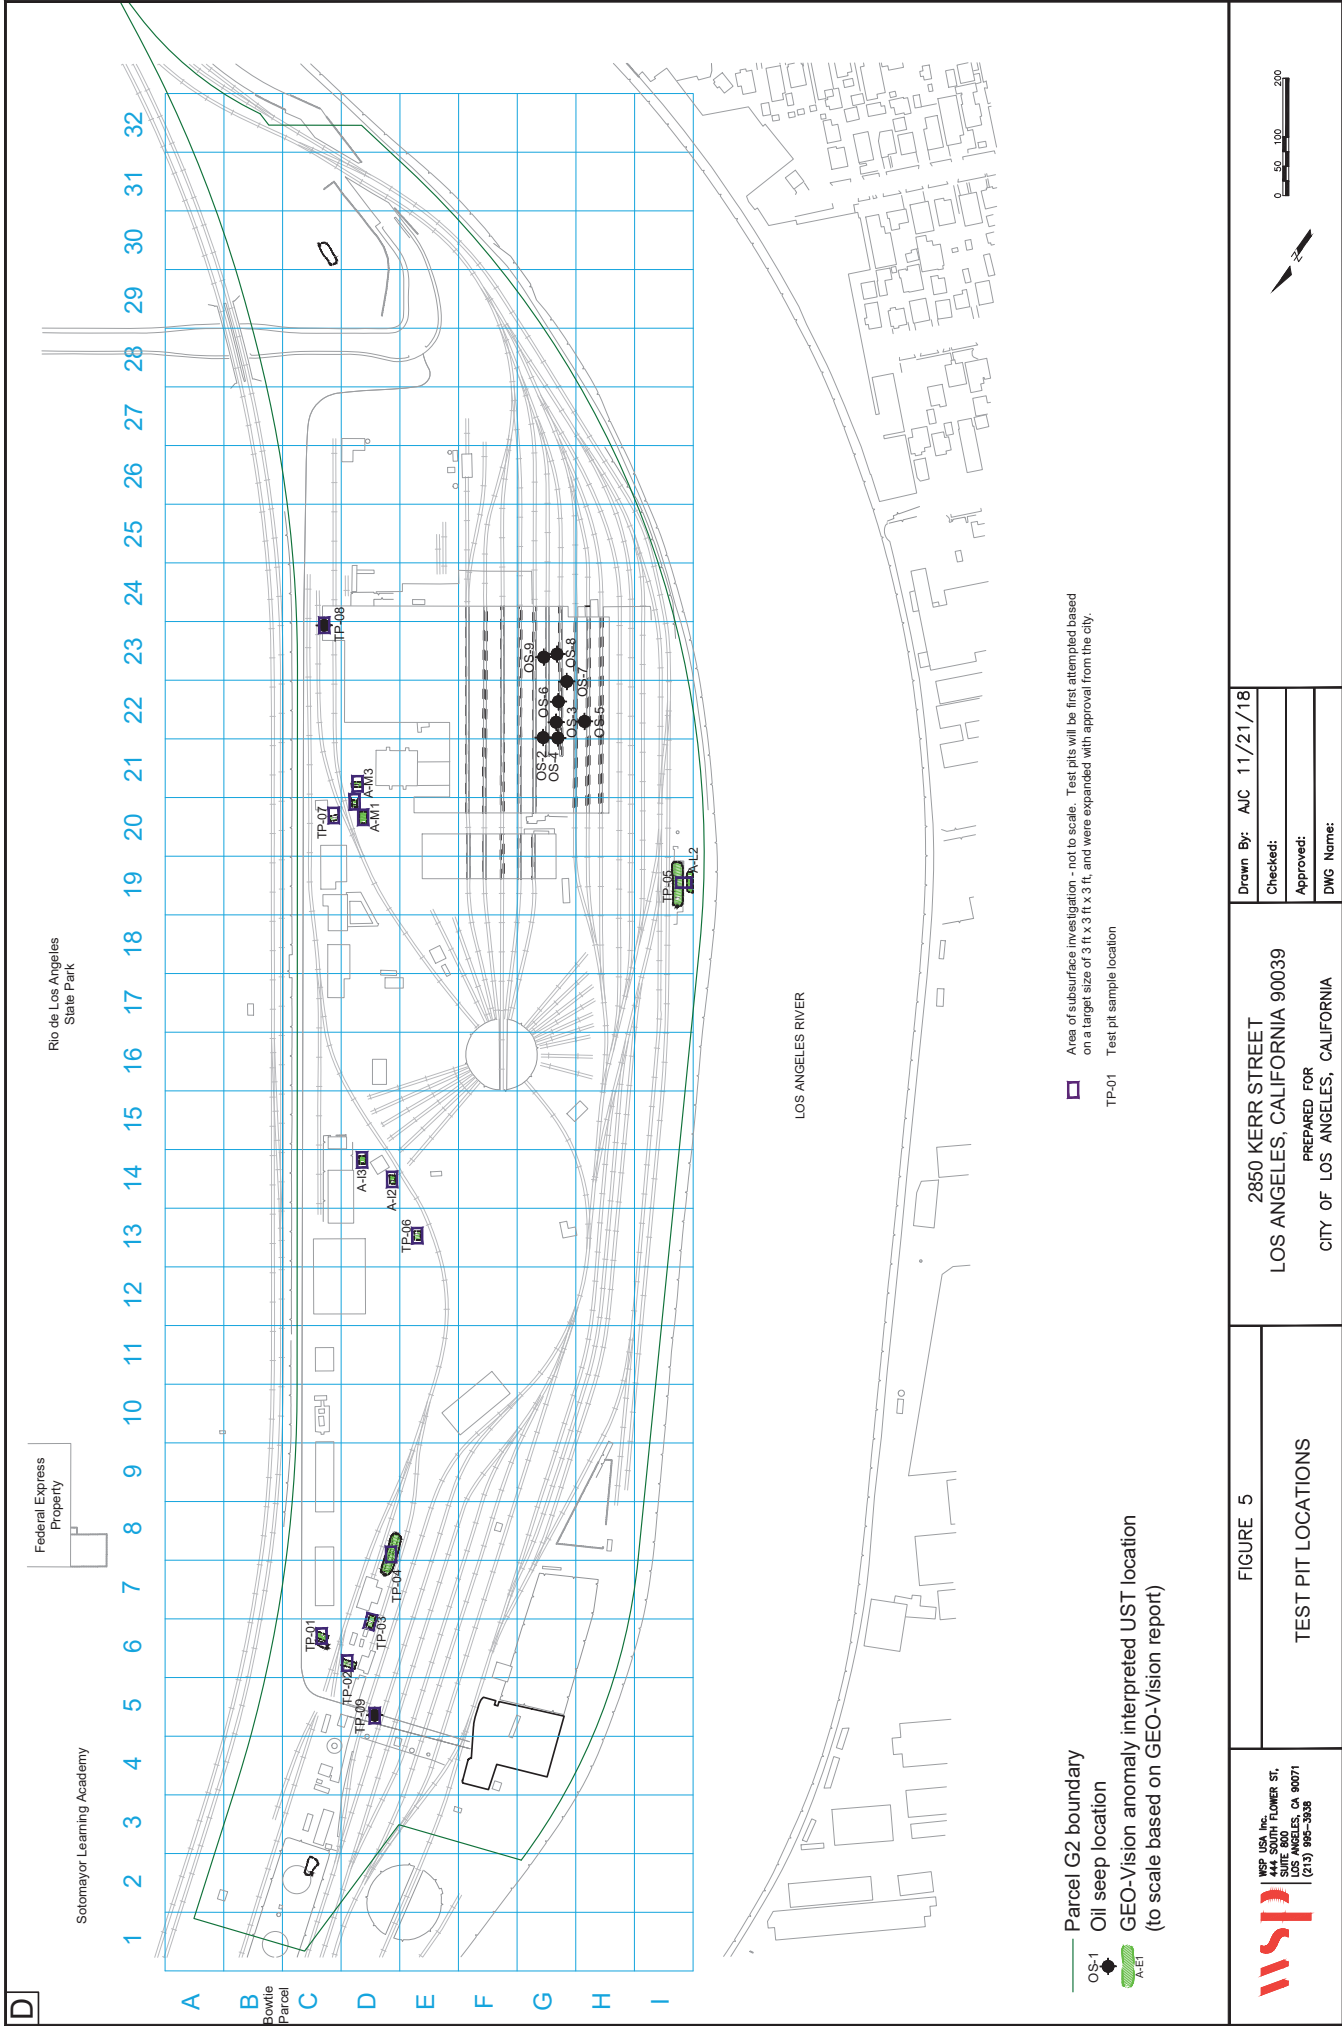 D
Sotomayor Learning Academy
Federal Express
Property
Rio de Los Angeles
State Park
1
2
3
4
5
6
7
8
9
10
11
12
13
14
15
16
17
18
19
20
21
22
23
24
25
26
27
28
29
30
31
32
A
B
C
D
E
F
G
H
I
Bowtie
Parcel
TP-01
TP-02
TP-09
TP-03
TP-04
TP-06
A-I2
A-I3
TP-07
A-M1
A-M3
TP-08
TP-05
A-L2
OS-2
OS-4
OS-3
OS-6
OS-5
OS-7
OS-8
OS-9
LOS ANGELES RIVER
Parcel G2 boundary
OS-1
Oil seep location
A-E1
GEO-Vision anomaly interpreted UST location
(to scale based on GEO-Vision report)
Area of subsurface investigation - not to scale. Test pits will be first attempted based
on a target size of 3 ft x 3 ft x 3 ft, and were expanded with approval from the city.
TP-01
Test pit sample location
WSP
WSP USA Inc.
444 SOUTH FLOWER ST,
SUITE 800
LOS ANGELES, CA 90071
(213) 995-3938
FIGURE 5
TEST PIT LOCATIONS
2850 KERR STREET
LOS ANGELES, CALIFORNIA 90039
PREPARED FOR
CITY OF LOS ANGELES, CALIFORNIA
Drawn By: AJC 11/21/18
Checked:
Approved:
DWG Name:
N
0 50 100 200